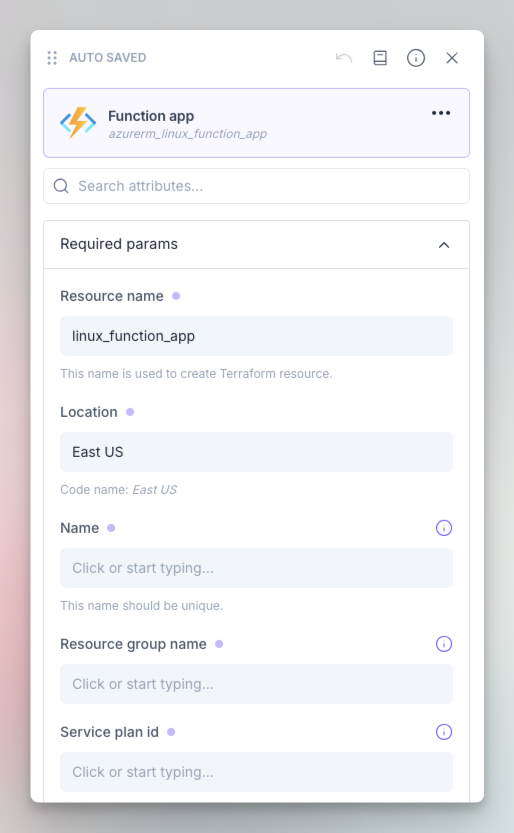 AUTO SAVED
Function app
azurerm_linux_function_app
Search attributes...
Required params
Resource name
linux_function_app
This name is used to create Terraform resource.
Location
East US
Code name: East US
Name
Click or start typing...
This name should be unique.
Resource group name
Click or start typing...
Service plan id
Click or start typing...